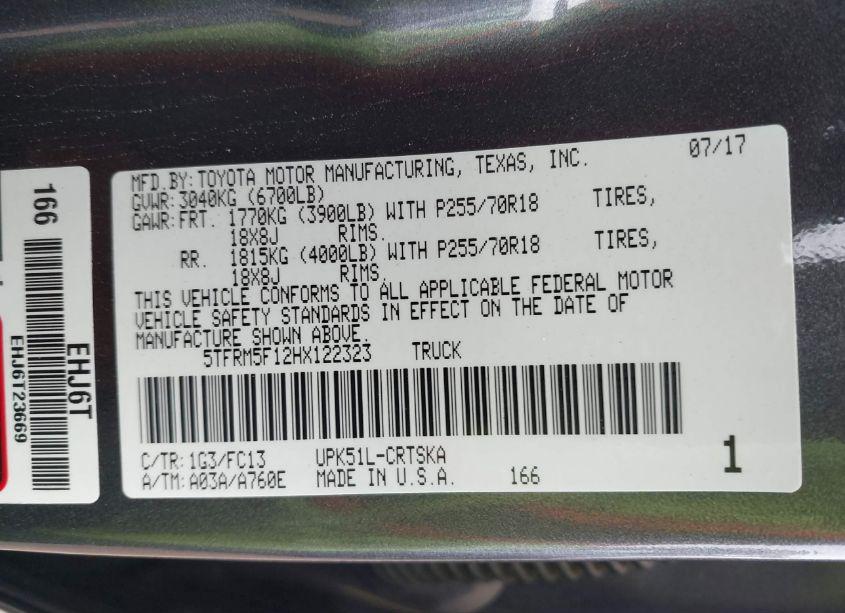 MFD.BY: TOYOTA MOTOR MANUFACTURING, TEXAS, INC. 07/17
GVWR: 3040KG (6700LB)
GAWR: FRT. 1770KG (3900LB) WITH P255/70R18 TIRES,
18X8J RIMS,
RR. 1815KG (4000LB) WITH P255/70R18 TIRES,
18X8J RIMS,
THIS VEHICLE CONFORMS TO ALL APPLICABLE FEDERAL MOTOR
VEHICLE SAFETY STANDARDS IN EFFECT ON THE DATE OF
MANUFACTURE SHOWN ABOVE.
5TFRM5F12HX122323 TRUCK
C/TR: 1G3/FC13 UPK51L-CRTSKA
A/TM: A03A/A760E MADE IN U.S.A. 166
1
166
EHJ6T
EHJ6T23669